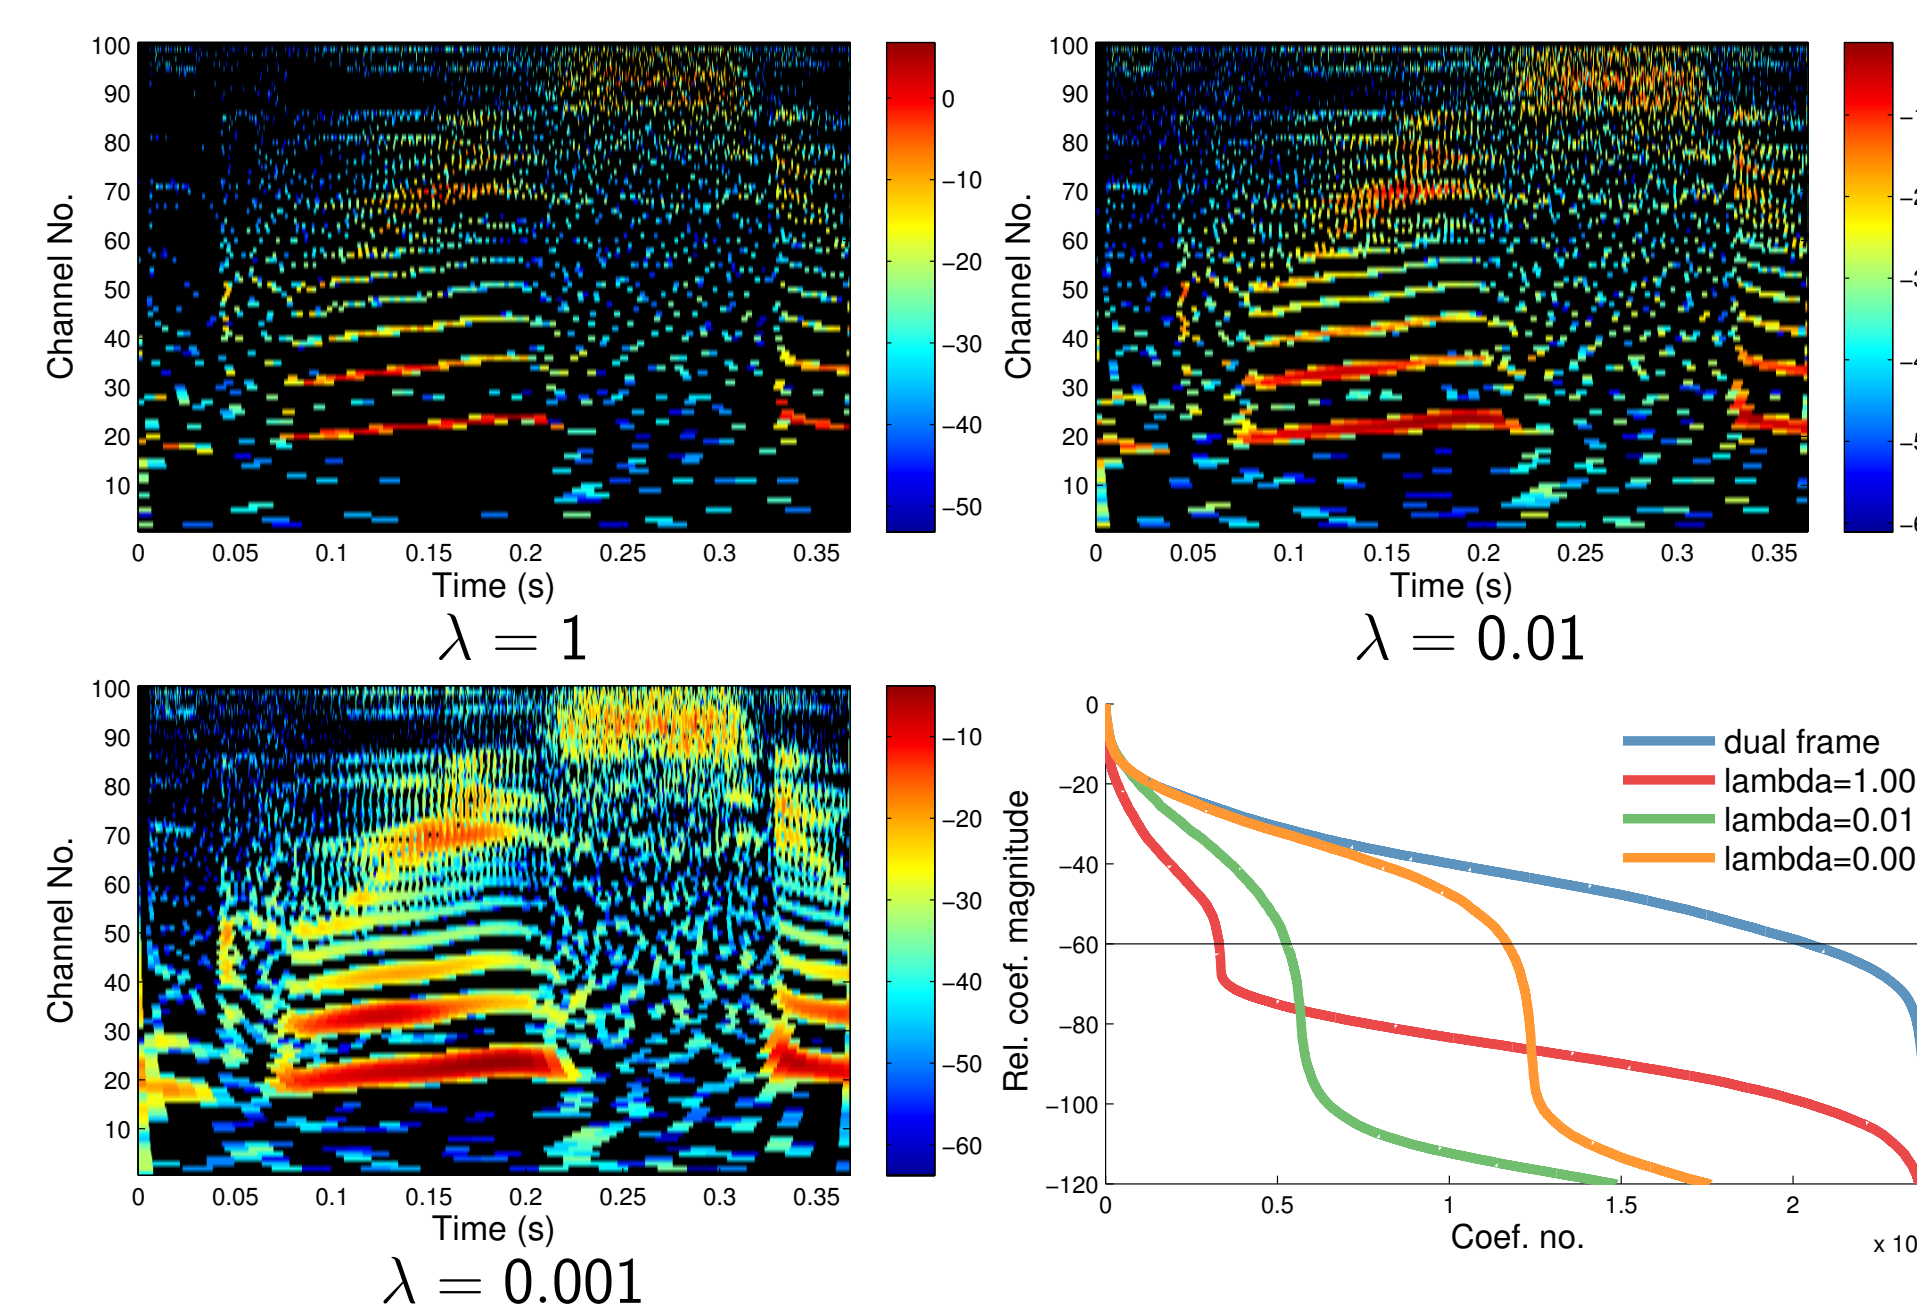 100
90
80
70
60
50
40
30
20
10
Channel No.
0 0.05 0.1 0.15 0.2 0.25 0.3 0.35
Time (s)
0
−10
−20
−30
−40
−50
λ = 1
100
90
80
70
60
50
40
30
20
10
Channel No.
0 0.05 0.1 0.15 0.2 0.25 0.3 0.35
Time (s)
λ = 0.01
100
90
80
70
60
50
40
30
20
10
Channel No.
0 0.05 0.1 0.15 0.2 0.25 0.3 0.35
Time (s)
−10
−20
−30
−40
−50
−60
λ = 0.001
0
−20
−40
−60
−80
−100
−120
Rel. coef. magnitude
dual frame
lambda=1.00
lambda=0.01
lambda=0.00
0 0.5 1 1.5 2
Coef. no.
x 10